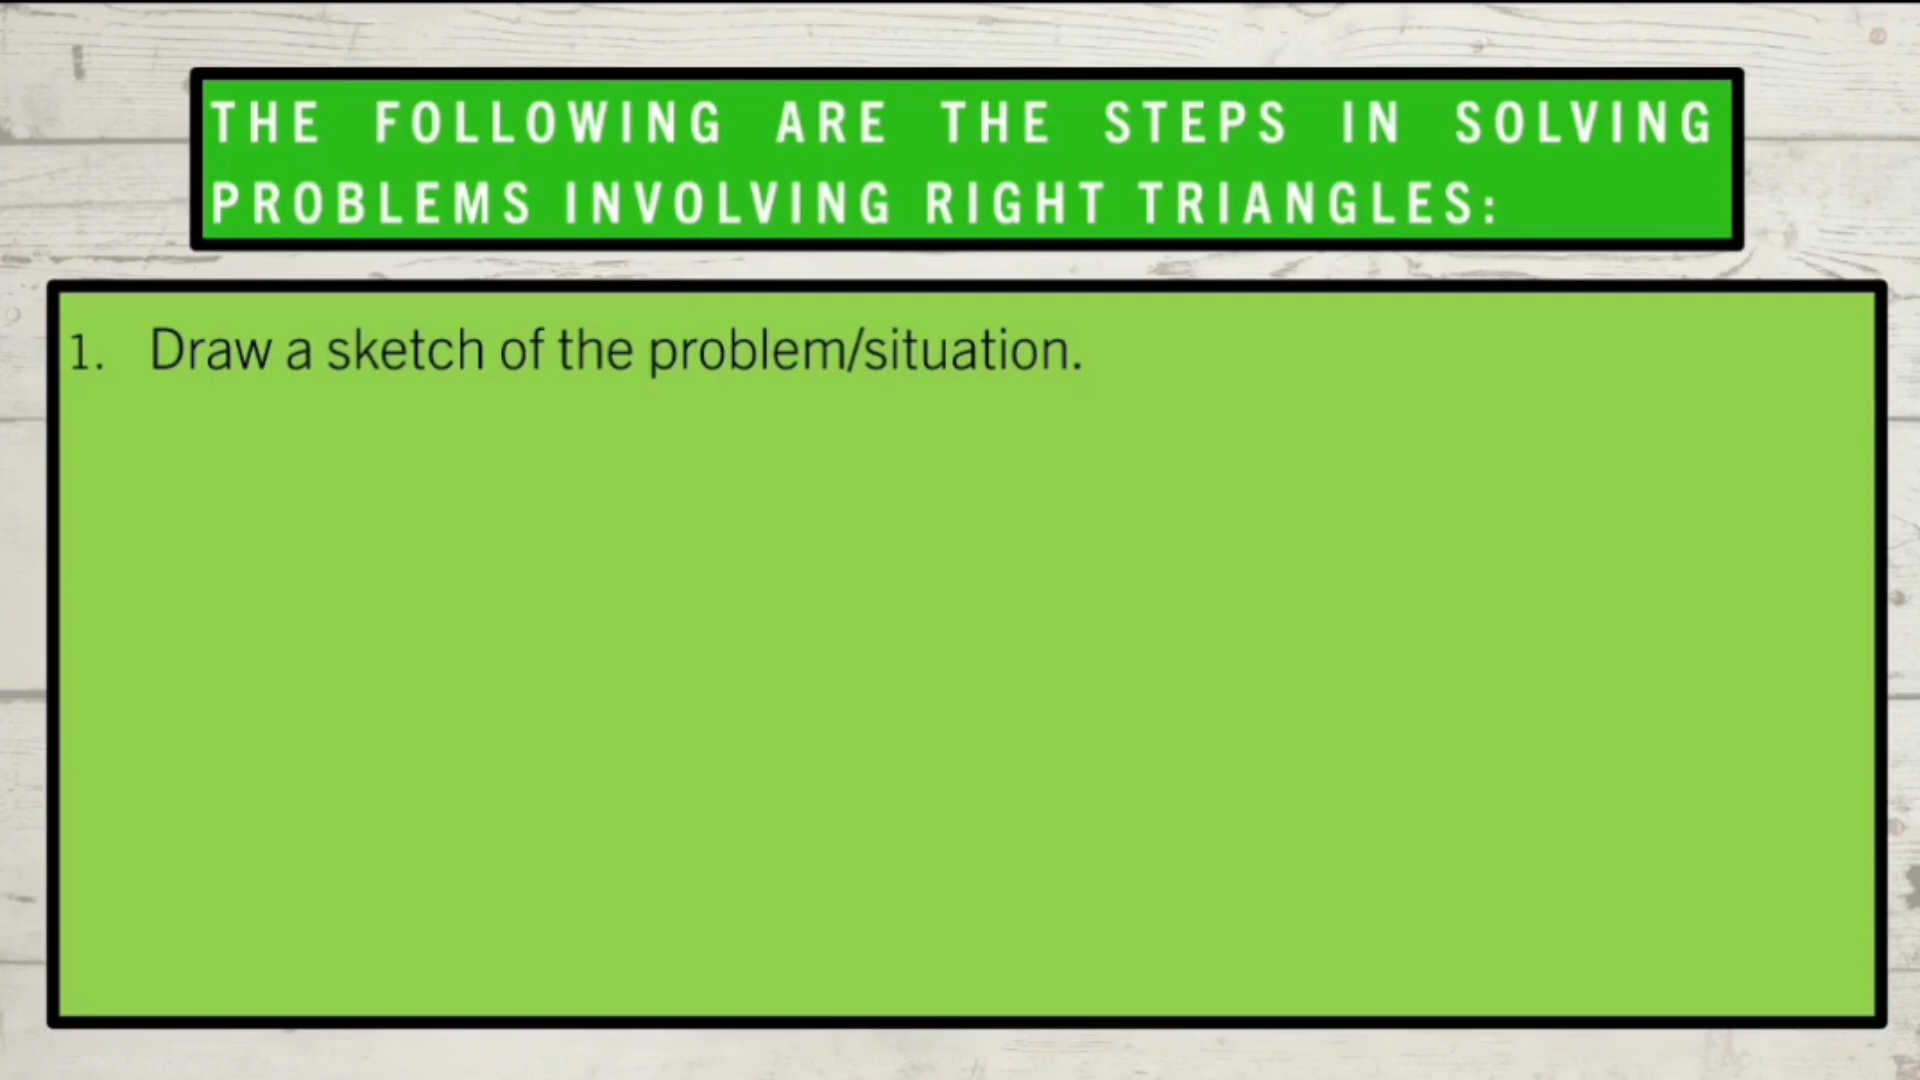 THE FOLLOWING ARE THE STEPS IN SOLVING
PROBLEMS INVOLVING RIGHT TRIANGLES:
1. Draw a sketch of the problem/situation.